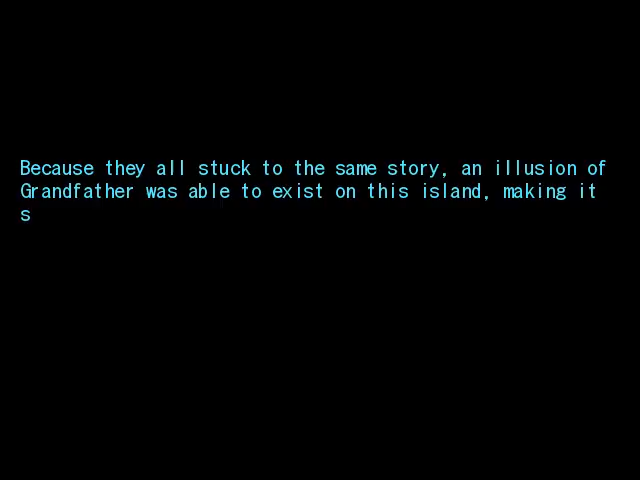 Because they all stuck to the same story, an illusion of
Grandfather was able to exist on this island, making it
s